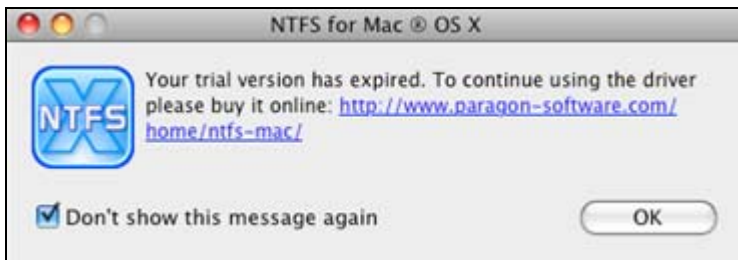 NTFS for Mac ® OS X
Your trial version has expired. To continue using the driver
please buy it online: http://www.paragon-software.com/
home/ntfs-mac/
NTFS
Don't show this message again
OK